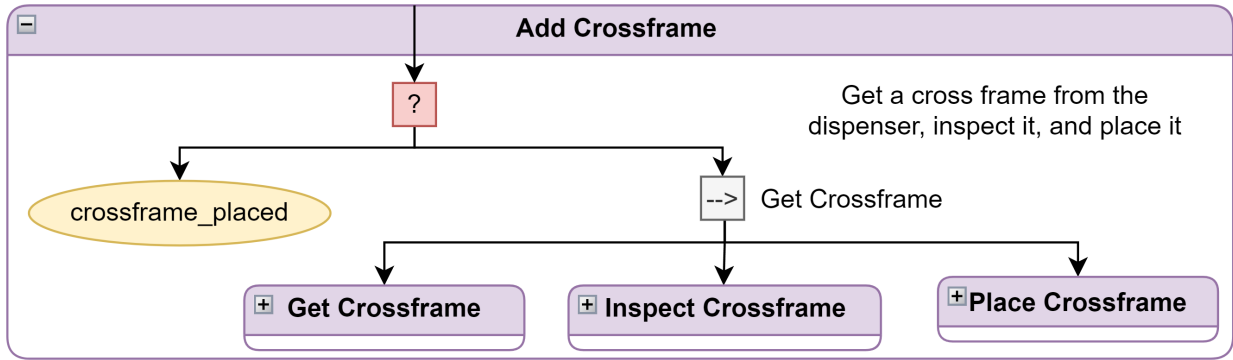 Add Crossframe
?
Get a cross frame from the
dispenser, inspect it, and place it
crossframe_placed
-->
Get Crossframe
Get Crossframe
Inspect Crossframe
Place Crossframe